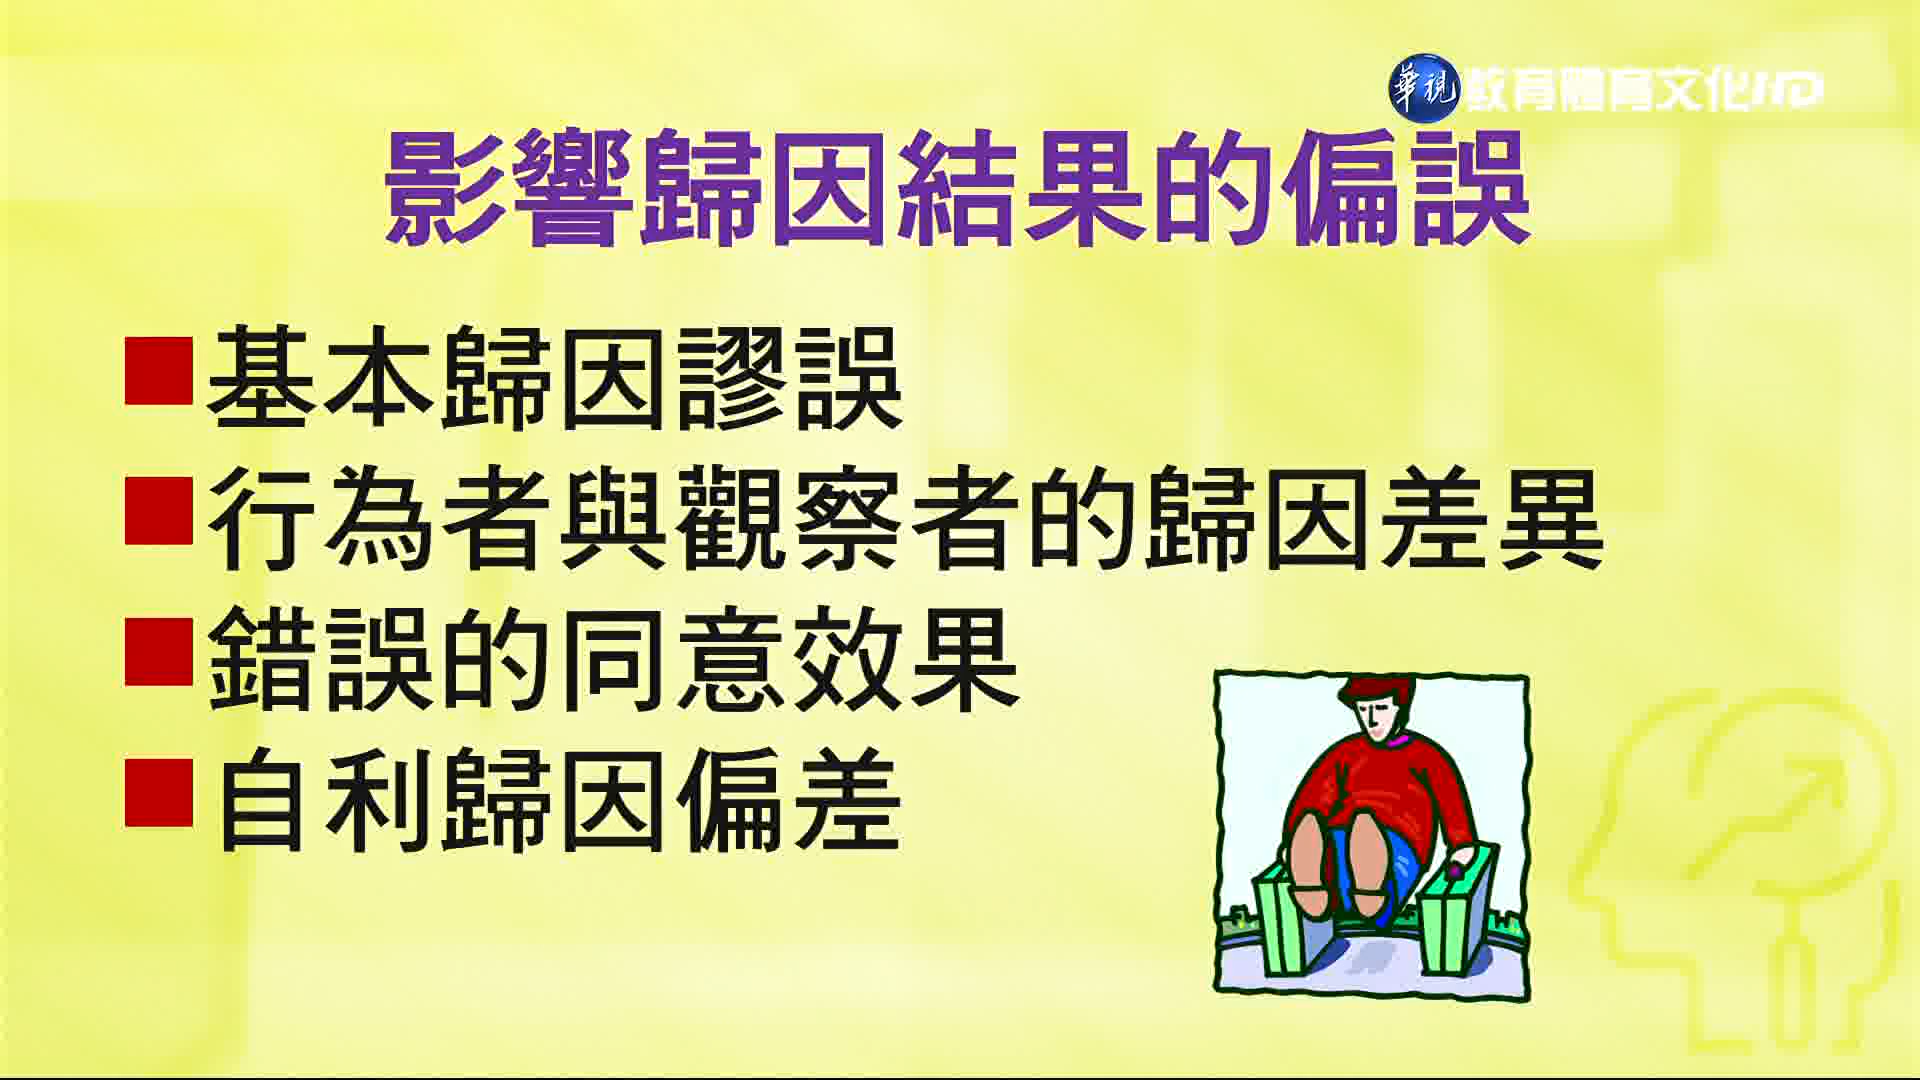 華視 教育體育文化HD
影響歸因結果的偏誤
基本歸因謬誤
行為者與觀察者的歸因差異
錯誤的同意效果
自利歸因偏差